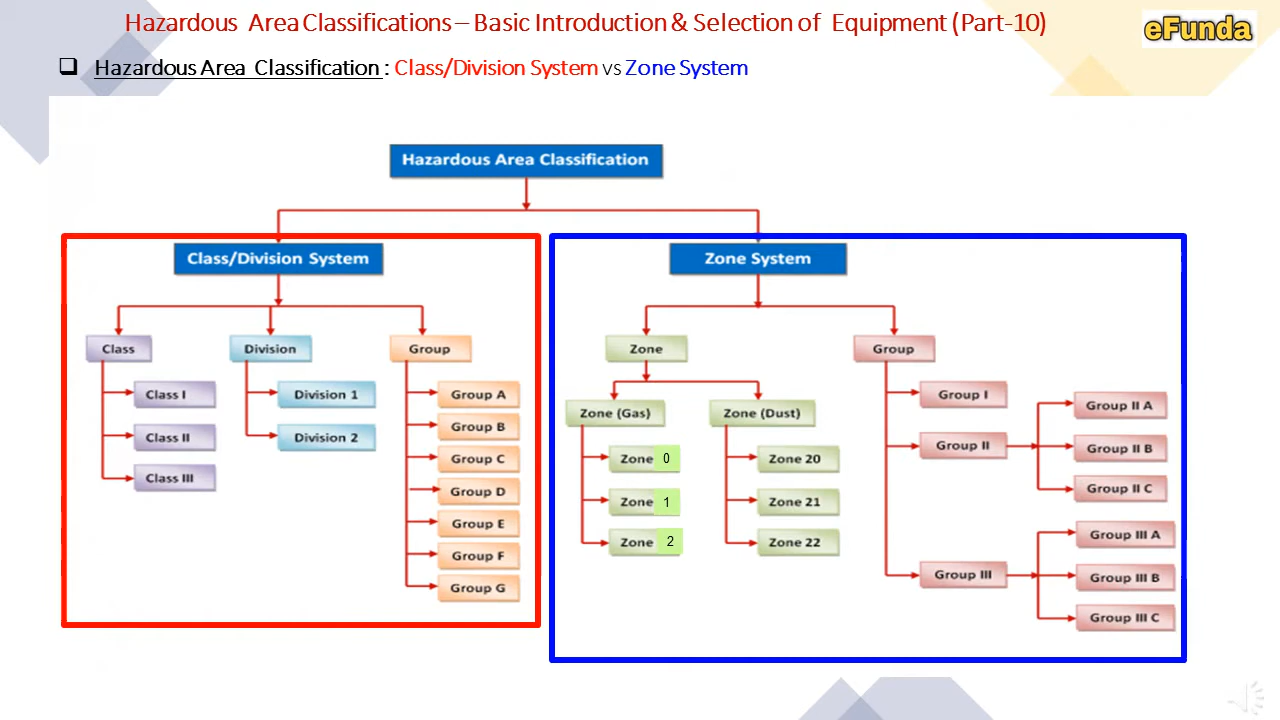 Hazardous Area Classifications – Basic Introduction & Selection of Equipment (Part-10)
eFunda
Hazardous Area Classification : Class/Division System vs Zone System
Hazardous Area Classification
Class/Division System
Class
Class I
Class II
Class III
Division
Division 1
Division 2
Group
Group A
Group B
Group C
Group D
Group E
Group F
Group G
Zone System
Zone
Zone (Gas)
Zone 0
Zone 1
Zone 2
Zone (Dust)
Zone 20
Zone 21
Zone 22
Group
Group I
Group II
Group II A
Group II B
Group II C
Group III
Group III A
Group III B
Group III C